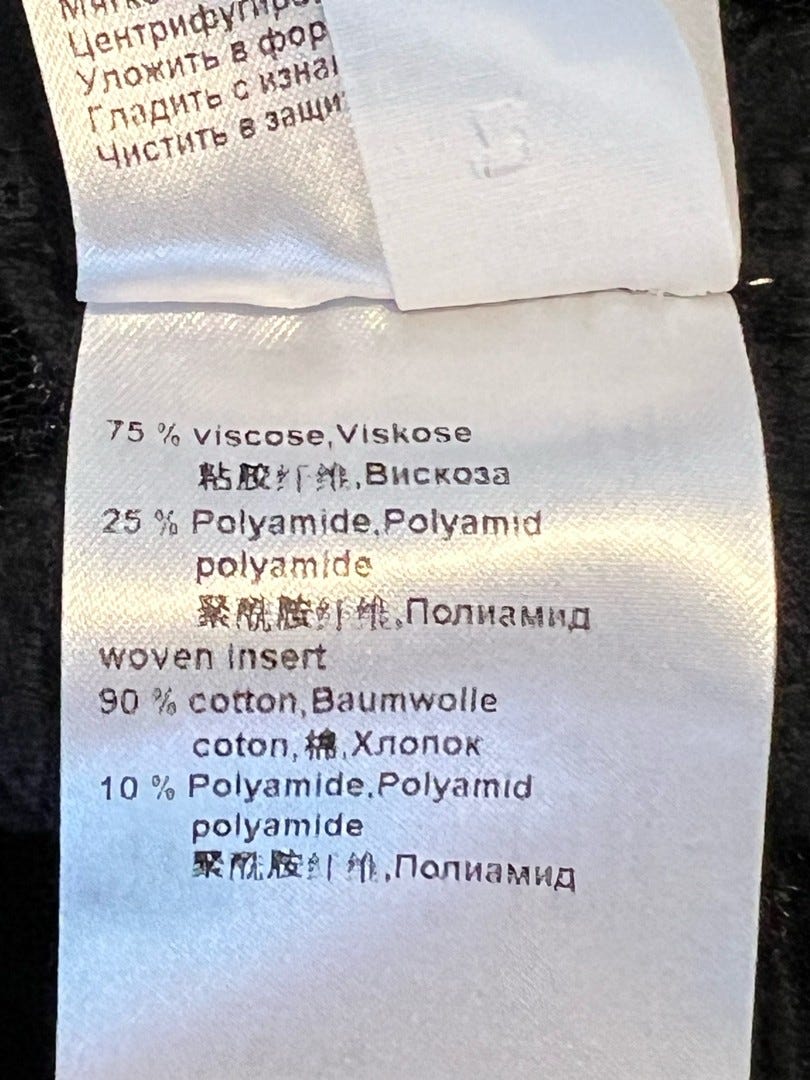 Центрифугиро
Уложить в фор
Гладить с изна
Чистить в защи
75 % viscose,Viskose
粘胶纤维,Вискоза
25 % Polyamide,Polyamid
polyamide
聚酰胺纤维,Полиамид
woven insert
90 % cotton,Baumwolle
coton,棉,Хлопок
10 % Polyamide,Polyamid
polyamide
聚酰胺纤维,Полиамид